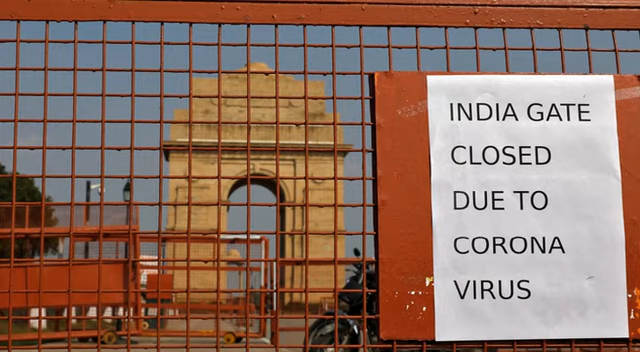 INDIA GATE
CLOSED
DUE TO
CORONA
VIRUS